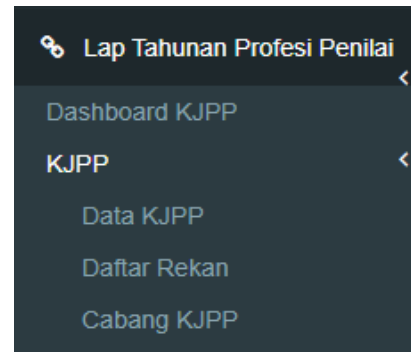 Lap Tahunan Profesi Penilai
Dashboard KJPP
KJPP
Data KJPP
Daftar Rekan
Cabang KJPP